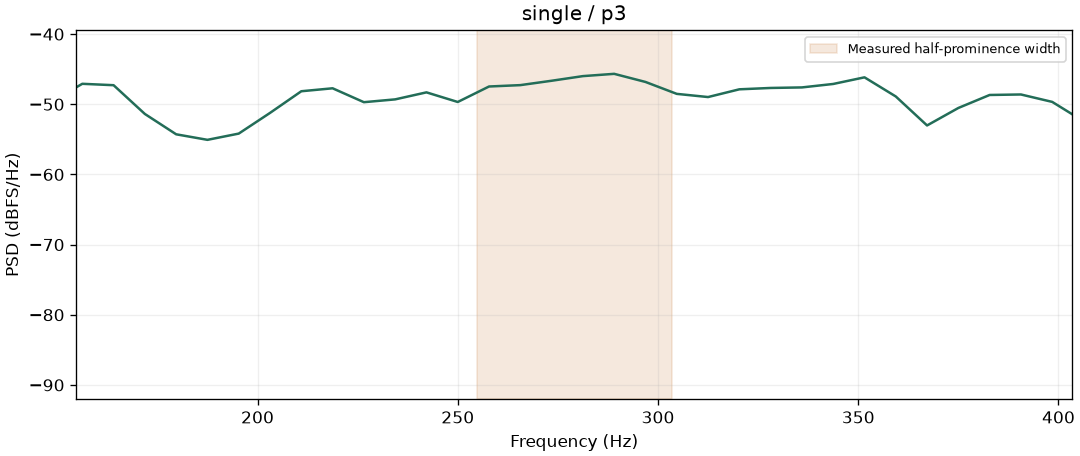 single / p3
Measured half-prominence width
PSD (dBFS/Hz)
−40
−50
−60
−70
−80
−90
200
250
300
350
400
Frequency (Hz)